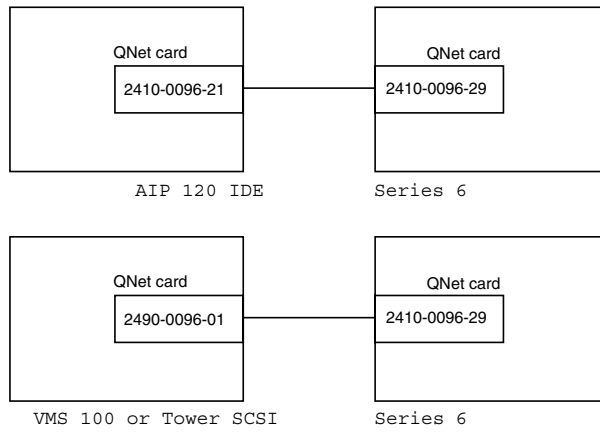 QNet card
QNet card
2410-0096-21
2410-0096-29
AIP 120 IDE
Series 6
QNet card
QNet card
2490-0096-01
2410-0096-29
VMS 100 or Tower SCSI
Series 6